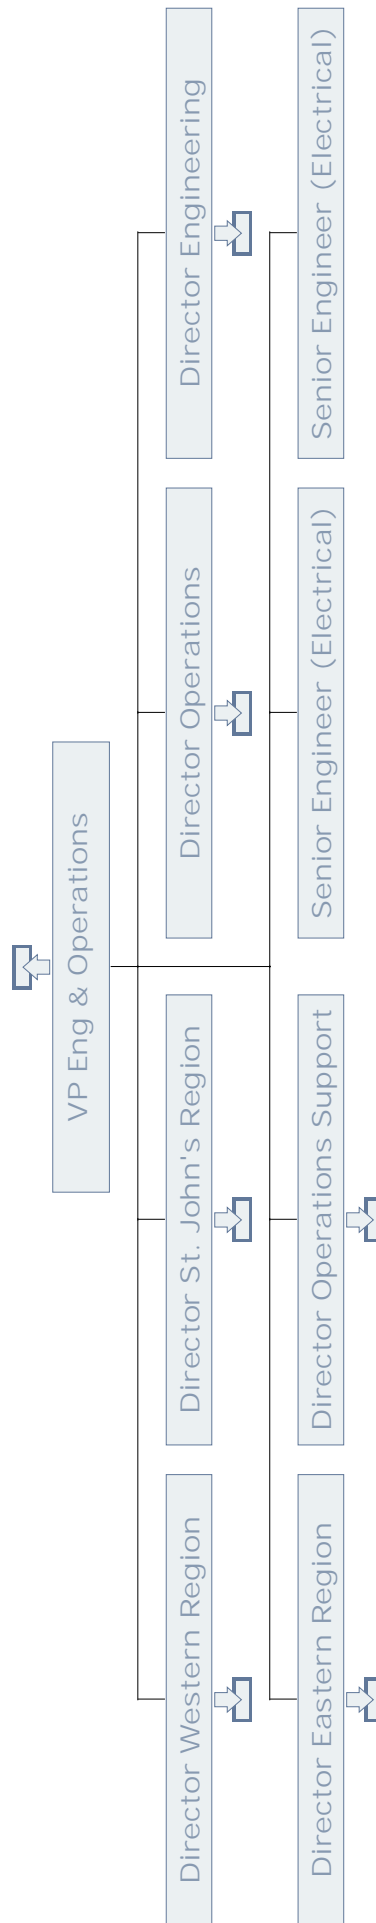 VP Eng & Operations
Director Western Region
Director St. John's Region
Director Operations
Director Engineering
Director Eastern Region
Director Operations Support
Senior Engineer (Electrical)
Senior Engineer (Electrical)